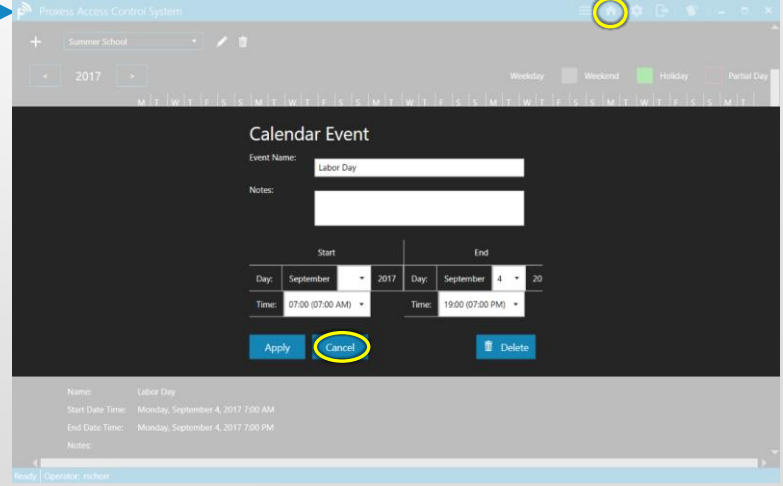 Proxess Access Control System
Summer School
< 2017 > Weekday Weekend Holiday Partial Day
M T W T F S S M T W T F S S M T W T F S S M T W T F S S M T W T F S S M T
Calendar Event
Event Name: Labor Day
Notes:
Start End
Day: September 2017 Day: September 4 20
Time: 07:00 (07:00 AM) Time: 19:00 (07:00 PM)
Apply Cancel Delete
Name: Labor Day
Start Date Time: Monday, September 4, 2017 7:00 AM
End Date Time: Monday, September 4, 2017 7:00 PM
Notes:
Ready Operator: rschorr